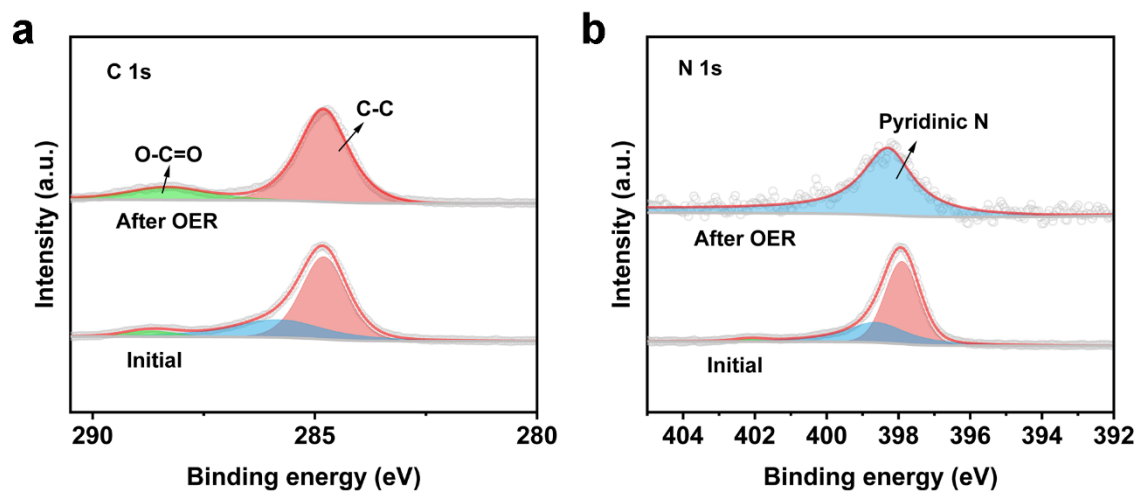 a
C 1s
C-C
O-C=O
After OER
Initial
Intensity (a.u.)
290 285 280
Binding energy (eV)
b
N 1s
Pyridinic N
After OER
Initial
Intensity (a.u.)
404 402 400 398 396 394 392
Binding energy (eV)